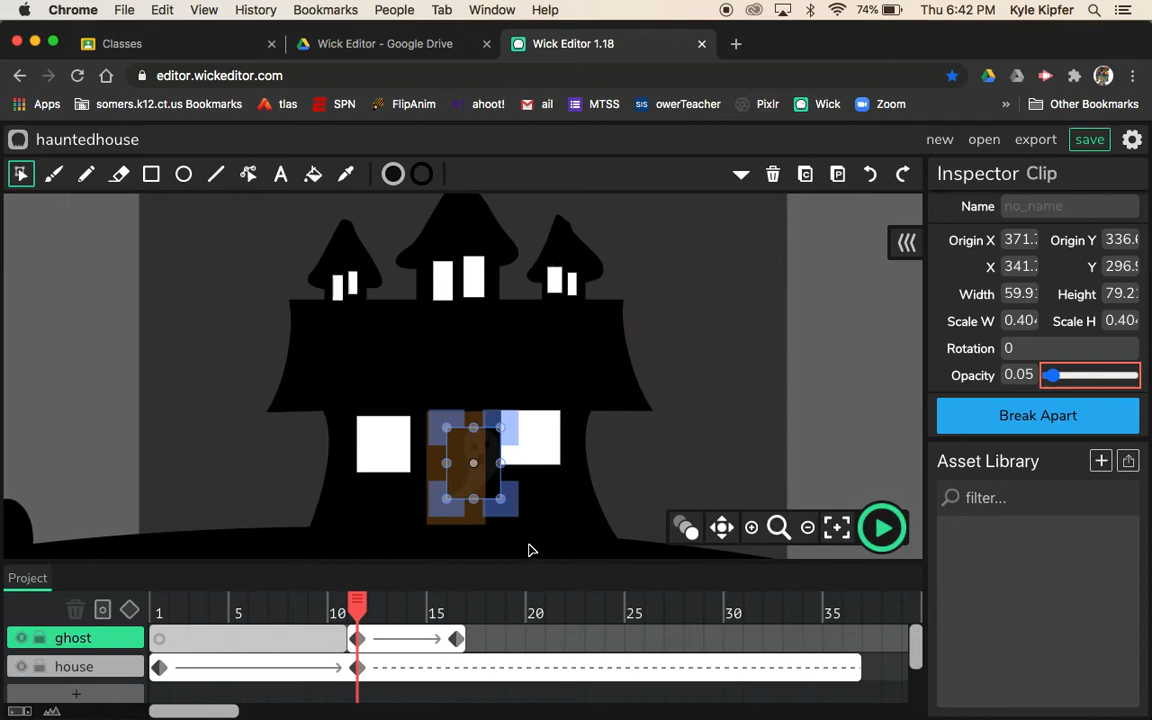 Chrome File Edit View History Bookmarks People Tab Window Help 74% Thu 6:42 PM Kyle Kipfer
Classes Wick Editor - Google Drive Wick Editor 1.18
editor.wickeditor.com
Apps somers.k12.ct.us Bookmarks tlas SPN FlipAnim ahoot! ail MTSS SIS owerTeacher Pixlr Wick Zoom » Other Bookmarks
hauntedhouse new open export save
A C P Inspector Clip
Name no_name
Origin X 371. Origin Y 336.
X 341. Y 296.
Width 59.9 Height 79.2
Scale W 0.40 Scale H 0.40
Rotation 0
Opacity 0.05
Break Apart
Asset Library
filter...
Project
1 5 10 15 20 25 30 35
ghost
house
+